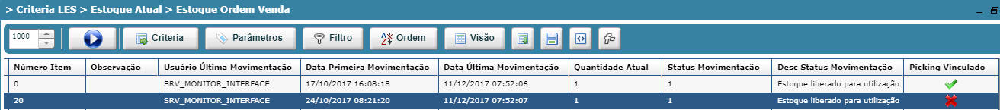 > Criteria LES > Estoque Atual > Estoque Ordem Venda
1000 Criteria Parâmetros Filtro Ordem Visão
Número Item Observação Usuário Última Movimentação Data Primeira Movimentação Data Última Movimentação Quantidade Atual Status Movimentação Desc Status Movimentação Picking Vinculado
0 SRV_MONITOR_INTERFACE 17/10/2017 16:08:18 11/12/2017 07:52:06 1 1 Estoque liberado para utilização
20 SRV_MONITOR_INTERFACE 24/10/2017 08:21:20 11/12/2017 07:52:07 1 1 Estoque liberado para utilização